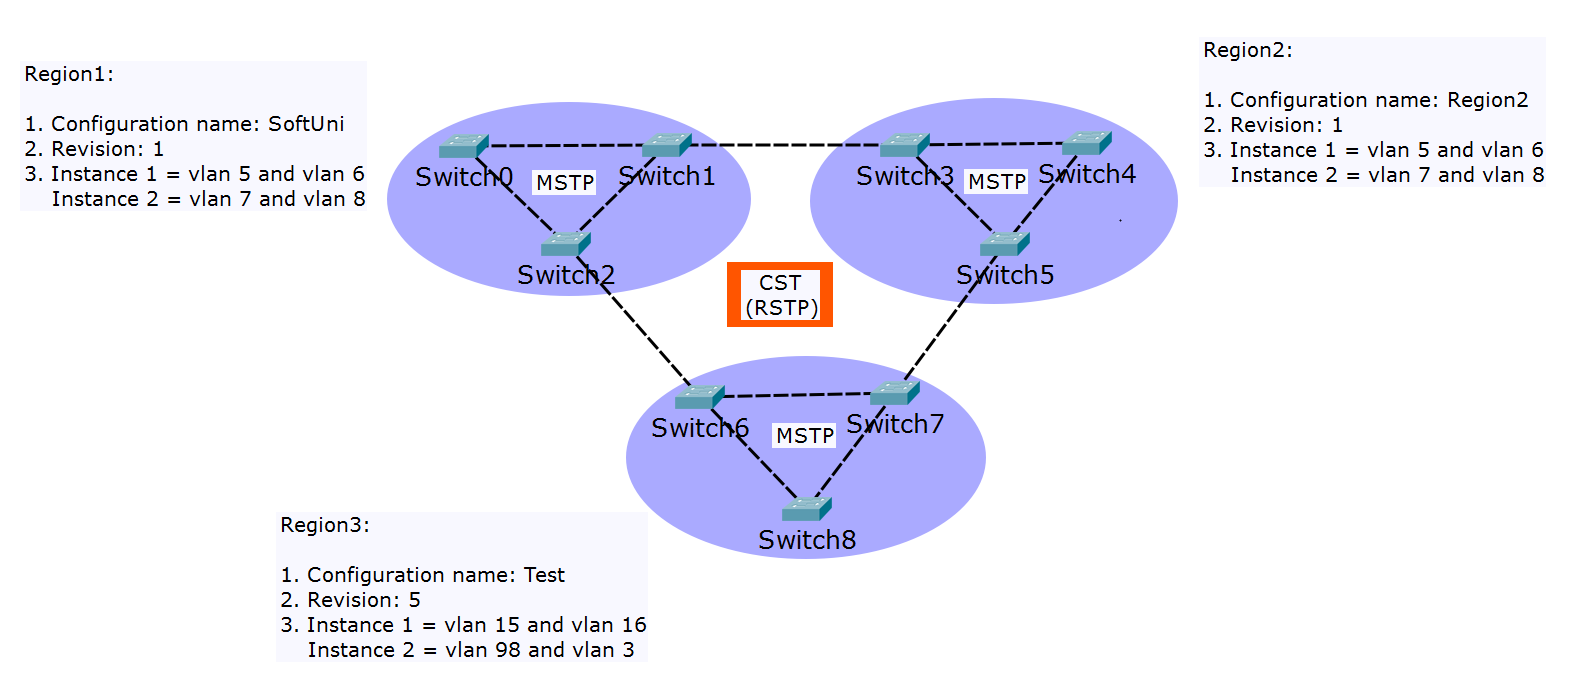 Region1:
1. Configuration name: SoftUni
2. Revision: 1
3. Instance 1 = vlan 5 and vlan 6
Instance 2 = vlan 7 and vlan 8
Region2:
1. Configuration name: Region2
2. Revision: 1
3. Instance 1 = vlan 5 and vlan 6
Instance 2 = vlan 7 and vlan 8
Switch0
MSTP
Switch1
Switch2
Switch3
MSTP
Switch4
Switch5
CST
(RSTP)
Switch6
MSTP
Switch7
Switch8
Region3:
1. Configuration name: Test
2. Revision: 5
3. Instance 1 = vlan 15 and vlan 16
Instance 2 = vlan 98 and vlan 3